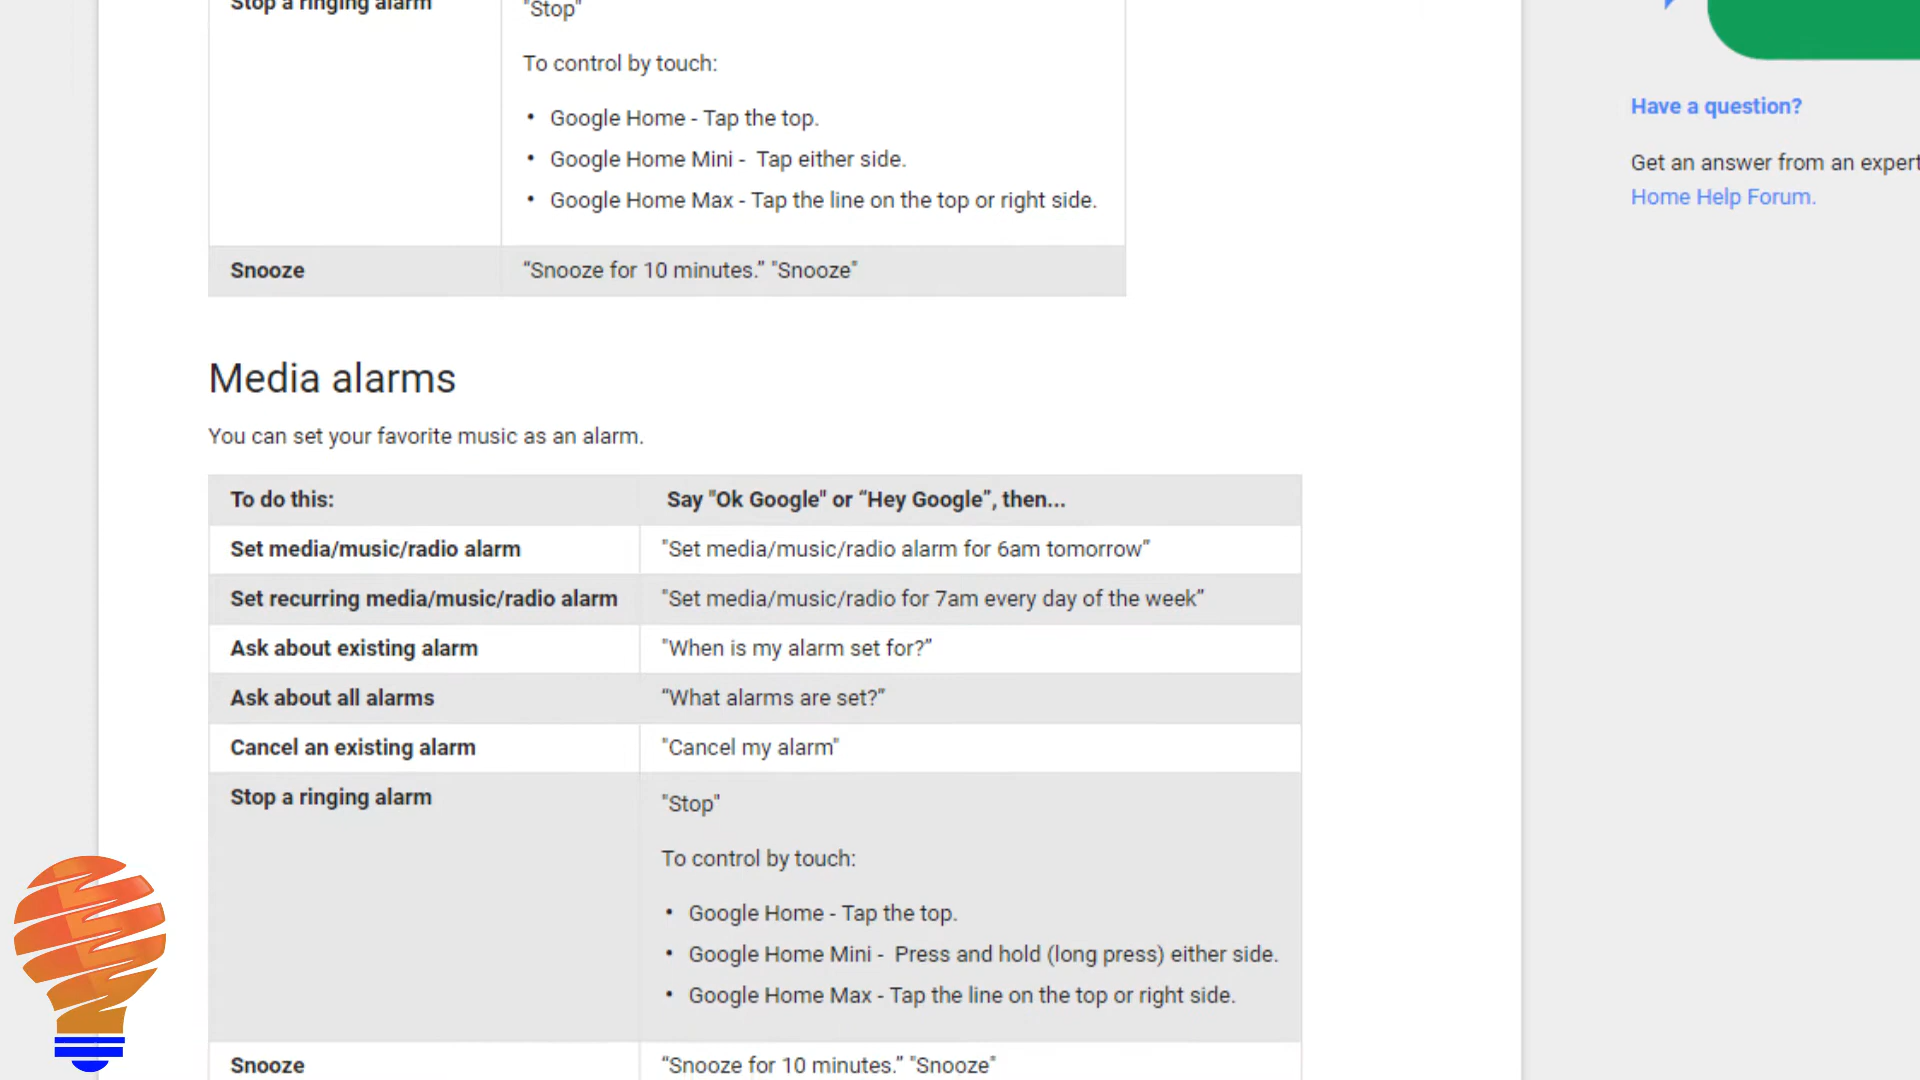 Stop a ringing alarm
"Stop"
To control by touch:
• Google Home - Tap the top.
• Google Home Mini -  Tap either side.
• Google Home Max - Tap the line on the top or right side.
Snooze
“Snooze for 10 minutes.” "Snooze"
Media alarms
You can set your favorite music as an alarm.
To do this:
Say "Ok Google" or “Hey Google”, then...
Set media/music/radio alarm
"Set media/music/radio alarm for 6am tomorrow”
Set recurring media/music/radio alarm
"Set media/music/radio for 7am every day of the week”
Ask about existing alarm
"When is my alarm set for?”
Ask about all alarms
“What alarms are set?”
Cancel an existing alarm
"Cancel my alarm"
Stop a ringing alarm
"Stop"
To control by touch:
• Google Home - Tap the top.
• Google Home Mini -  Press and hold (long press) either side.
• Google Home Max - Tap the line on the top or right side.
Snooze
“Snooze for 10 minutes.” "Snooze"
Have a question?
Get an answer from an expert
Home Help Forum.